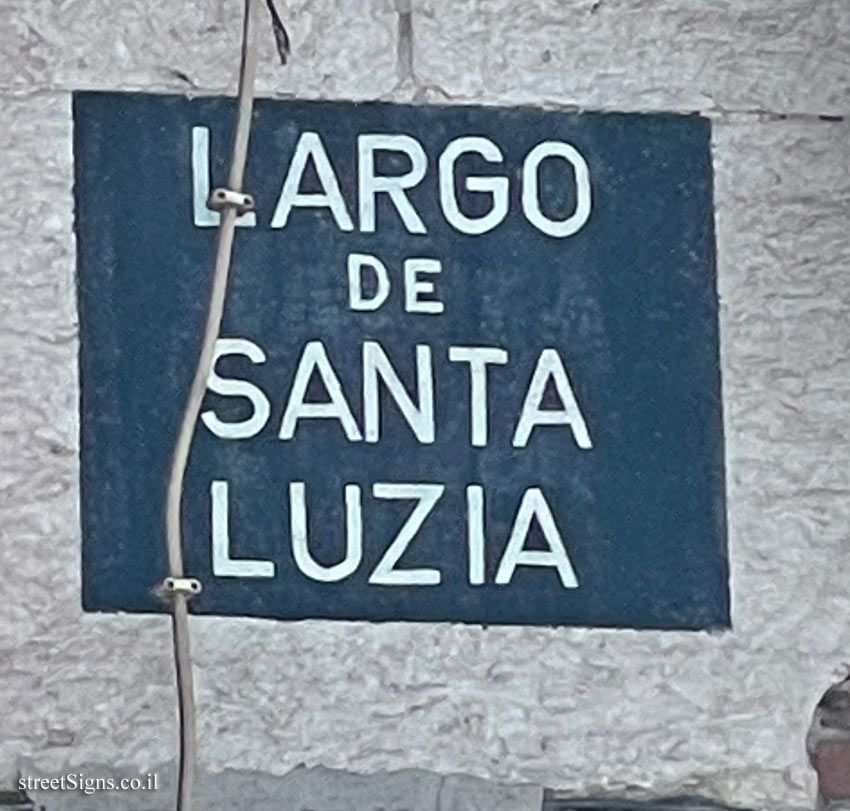 LARGO
DE
SANTA
LUZIA
streetSigns.co.il